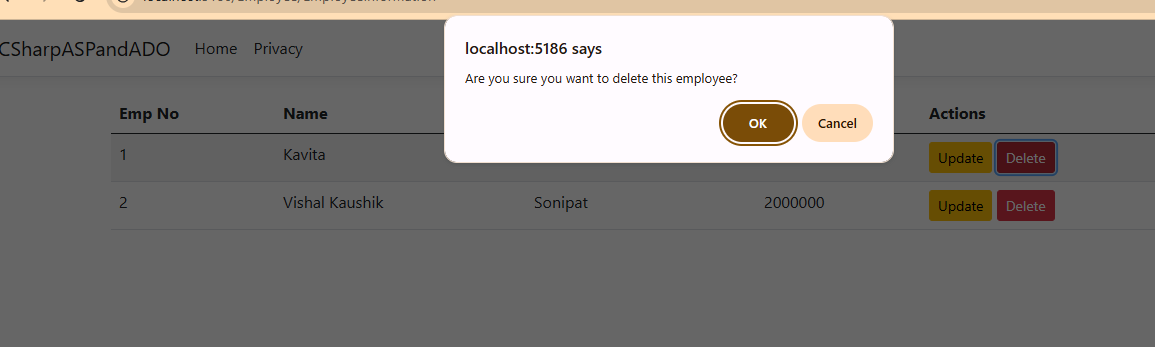 localhost:5186 says
Are you sure you want to delete this employee?
OK Cancel
CSharpASPandADO Home Privacy
Emp No Name Actions
1 Kavita Update Delete
2 Vishal Kaushik Sonipat 2000000 Update Delete